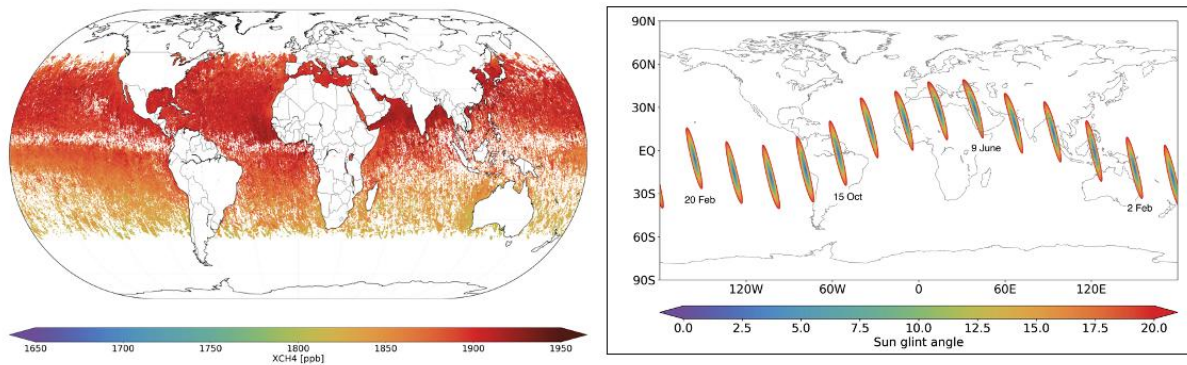 1650 1700 1750 1800 1850 1900 1950
XCH4 [ppb]
90N
60N
30N
EQ
30S
60S
90S
9 June
20 Feb
15 Oct
2 Feb
120W 60W 0 60E 120E
0.0 2.5 5.0 7.5 10.0 12.5 15.0 17.5 20.0
Sun glint angle